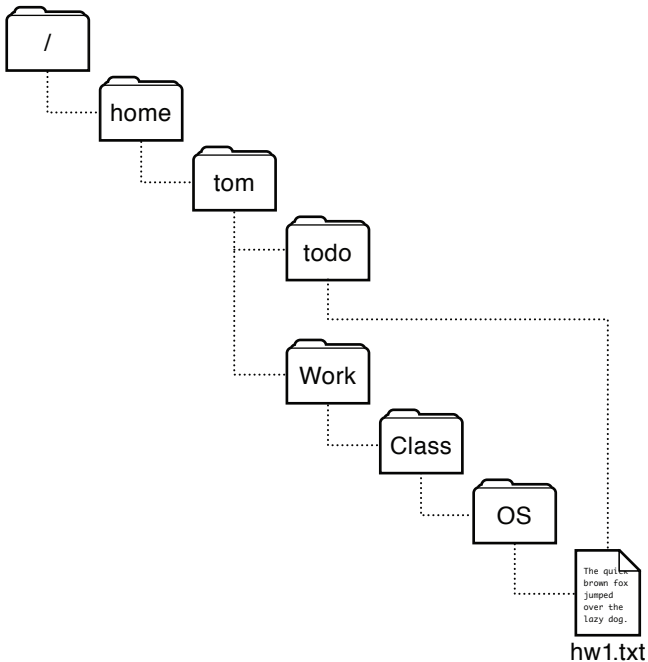 /
home
tom
todo
Work
Class
OS
The quick
brown fox
jumped
over the
lazy dog.
hw1.txt